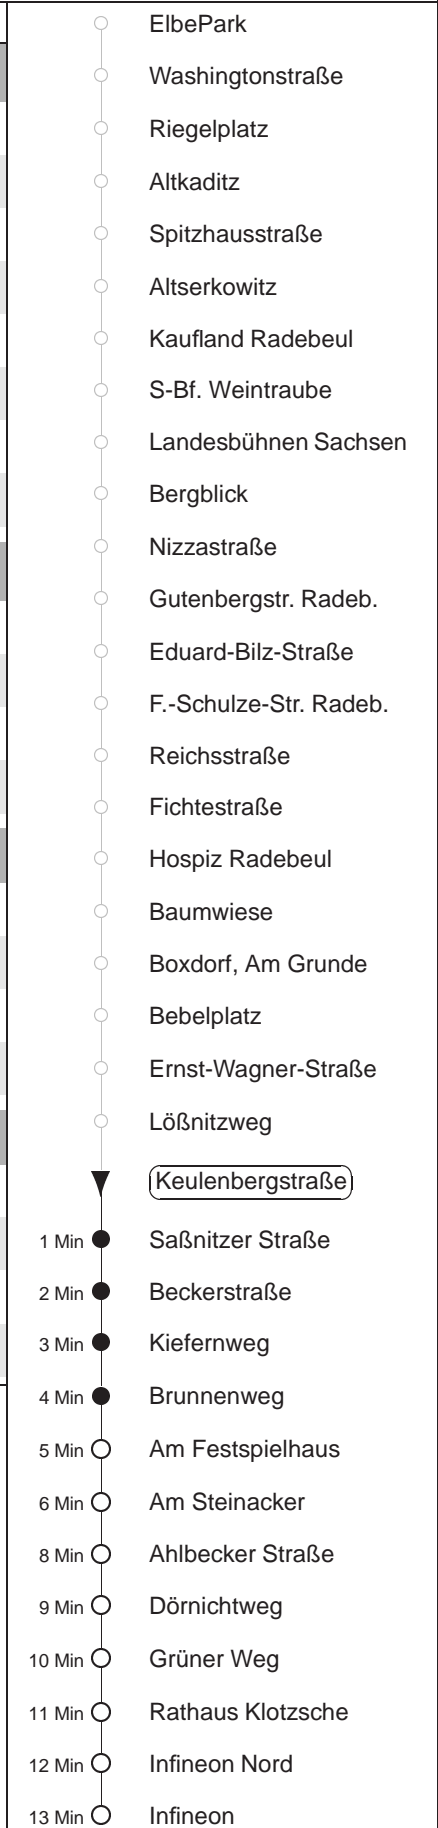 ElbePark
Washingtonstraße
Riegelplatz
Altkaditz
Spitzhausstraße
Altserkowitz
Kaufland Radebeul
S-Bf. Weintraube
Landesbühnen Sachsen
Bergblick
Nizzastraße
Gutenbergstr. Radeb.
Eduard-Bilz-Straße
F.-Schulze-Str. Radeb.
Reichsstraße
Fichtestraße
Hospiz Radebeul
Baumwiese
Boxdorf, Am Grunde
Bebelplatz
Ernst-Wagner-Straße
Lößnitzweg
Keulenbergstraße
1 Min Saßnitzer Straße
2 Min Beckerstraße
3 Min Kiefernweg
4 Min Brunnenweg
5 Min Am Festspielhaus
6 Min Am Steinacker
8 Min Ahlbecker Straße
9 Min Dörnichtweg
10 Min Grüner Weg
11 Min Rathaus Klotzsche
12 Min Infineon Nord
13 Min Infineon